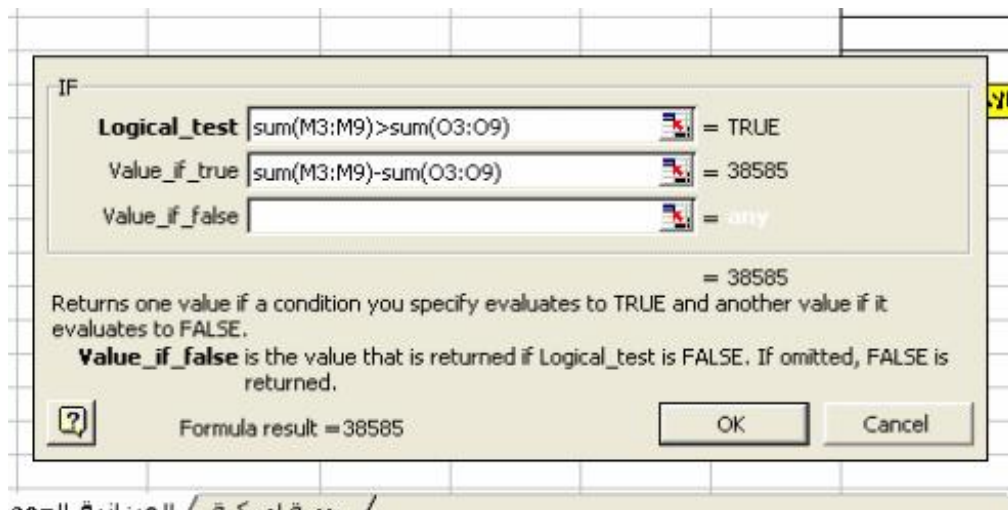 IF
Logical_test sum(M3:M9)>sum(O3:O9) = TRUE
Value_if_true sum(M3:M9)-sum(O3:O9) = 38585
Value_if_false = any
= 38585
Returns one value if a condition you specify evaluates to TRUE and another value if it
evaluates to FALSE.
Value_if_false is the value that is returned if Logical_test is FALSE. If omitted, FALSE is
returned.
Formula result =38585
OK
Cancel